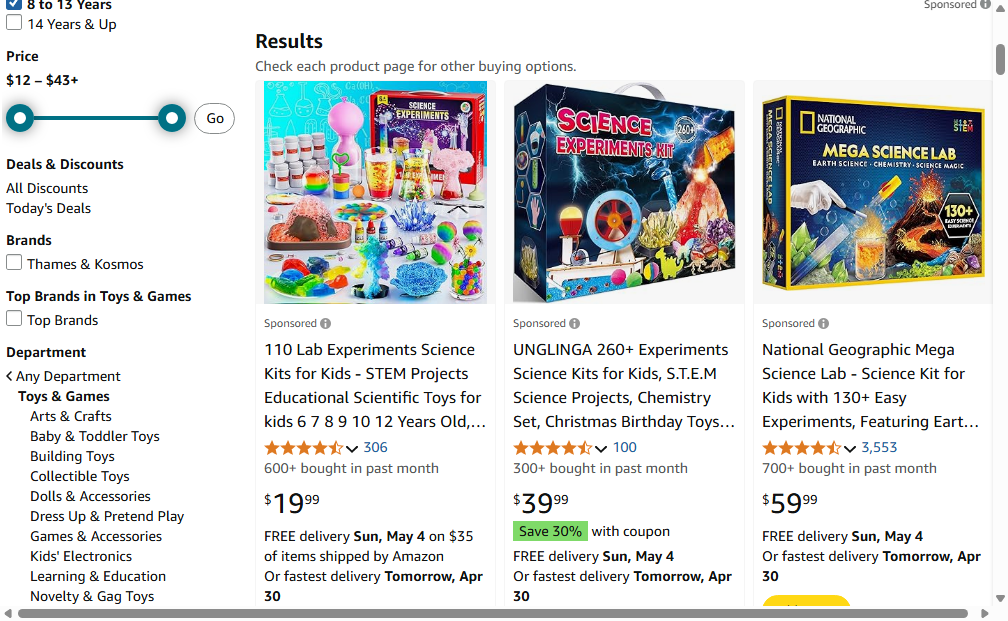 8 to 13 Years
14 Years & Up
Price
$12 – $43+
Go
Deals & Discounts
All Discounts
Today's Deals
Brands
Thames & Kosmos
Top Brands in Toys & Games
Top Brands
Department
Any Department
Toys & Games
Arts & Crafts
Baby & Toddler Toys
Building Toys
Collectible Toys
Dolls & Accessories
Dress Up & Pretend Play
Games & Accessories
Kids' Electronics
Learning & Education
Novelty & Gag Toys
Sponsored
Results
Check each product page for other buying options.
SCIENCE
EXPERIMENTS
Sponsored
110 Lab Experiments Science
Kits for Kids - STEM Projects
Educational Scientific Toys for
kids 6 7 8 9 10 12 Years Old,...
306
600+ bought in past month
$19.99
FREE delivery Sun, May 4 on $35
of items shipped by Amazon
Or fastest delivery Tomorrow, Apr
30
SCIENCE
EXPERIMENTS KIT
260+
Sponsored
UNGLINGA 260+ Experiments
Science Kits for Kids, S.T.E.M
Science Projects, Chemistry
Set, Christmas Birthday Toys...
100
300+ bought in past month
$39.99
Save 30% with coupon
FREE delivery Sun, May 4
Or fastest delivery Tomorrow, Apr
30
NATIONAL
GEOGRAPHIC
STEM
MEGA SCIENCE LAB
EARTH SCIENCE • CHEMISTRY • SCIENCE MAGIC
130+
EASY SCIENCE
EXPERIMENTS
Sponsored
National Geographic Mega
Science Lab - Science Kit for
Kids with 130+ Easy
Experiments, Featuring Eart...
3,553
700+ bought in past month
$59.99
FREE delivery Sun, May 4
Or fastest delivery Tomorrow, Apr
30